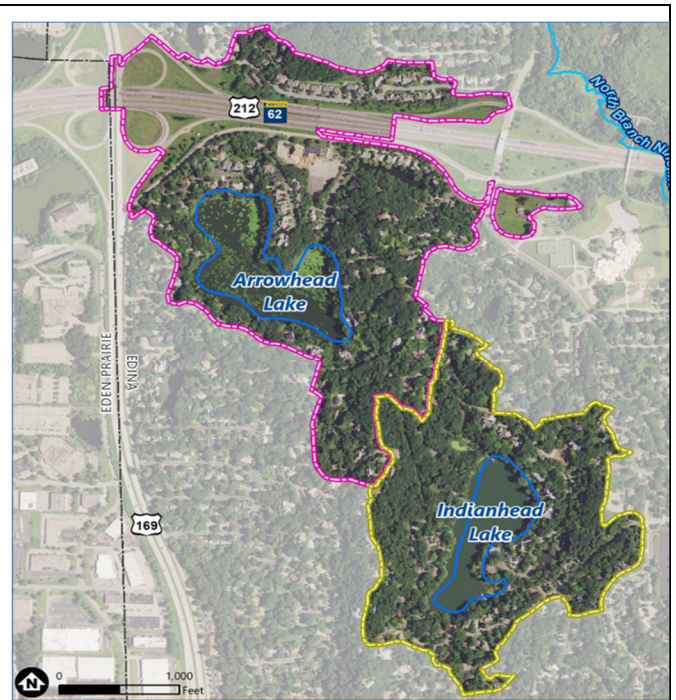 212
62
North Branch
Arrowhead
Lake
EDEN PRAIRIE
EDINA
Indianhead
Lake
169
N
0
1,000
Feet